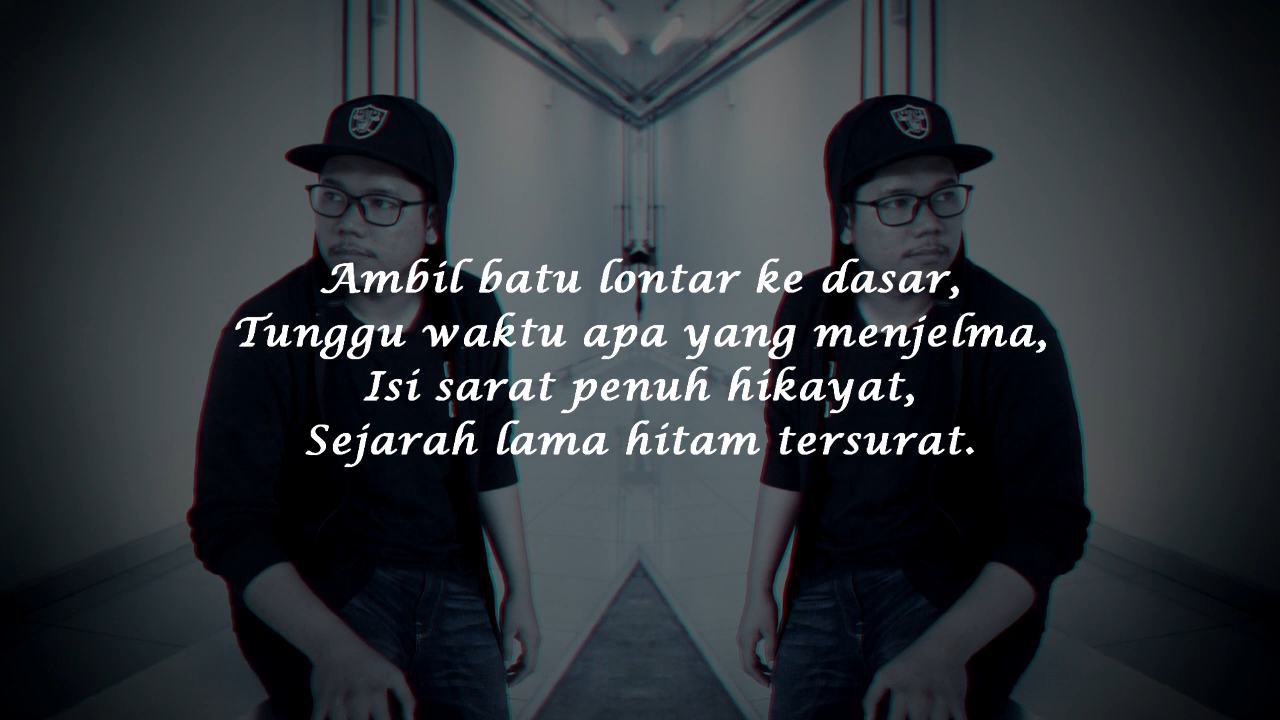 Ambil batu lontar ke dasar,
Tunggu waktu apa yang menjelma,
Isi sarat penuh hikayat,
Sejarah lama hitam tersurat.